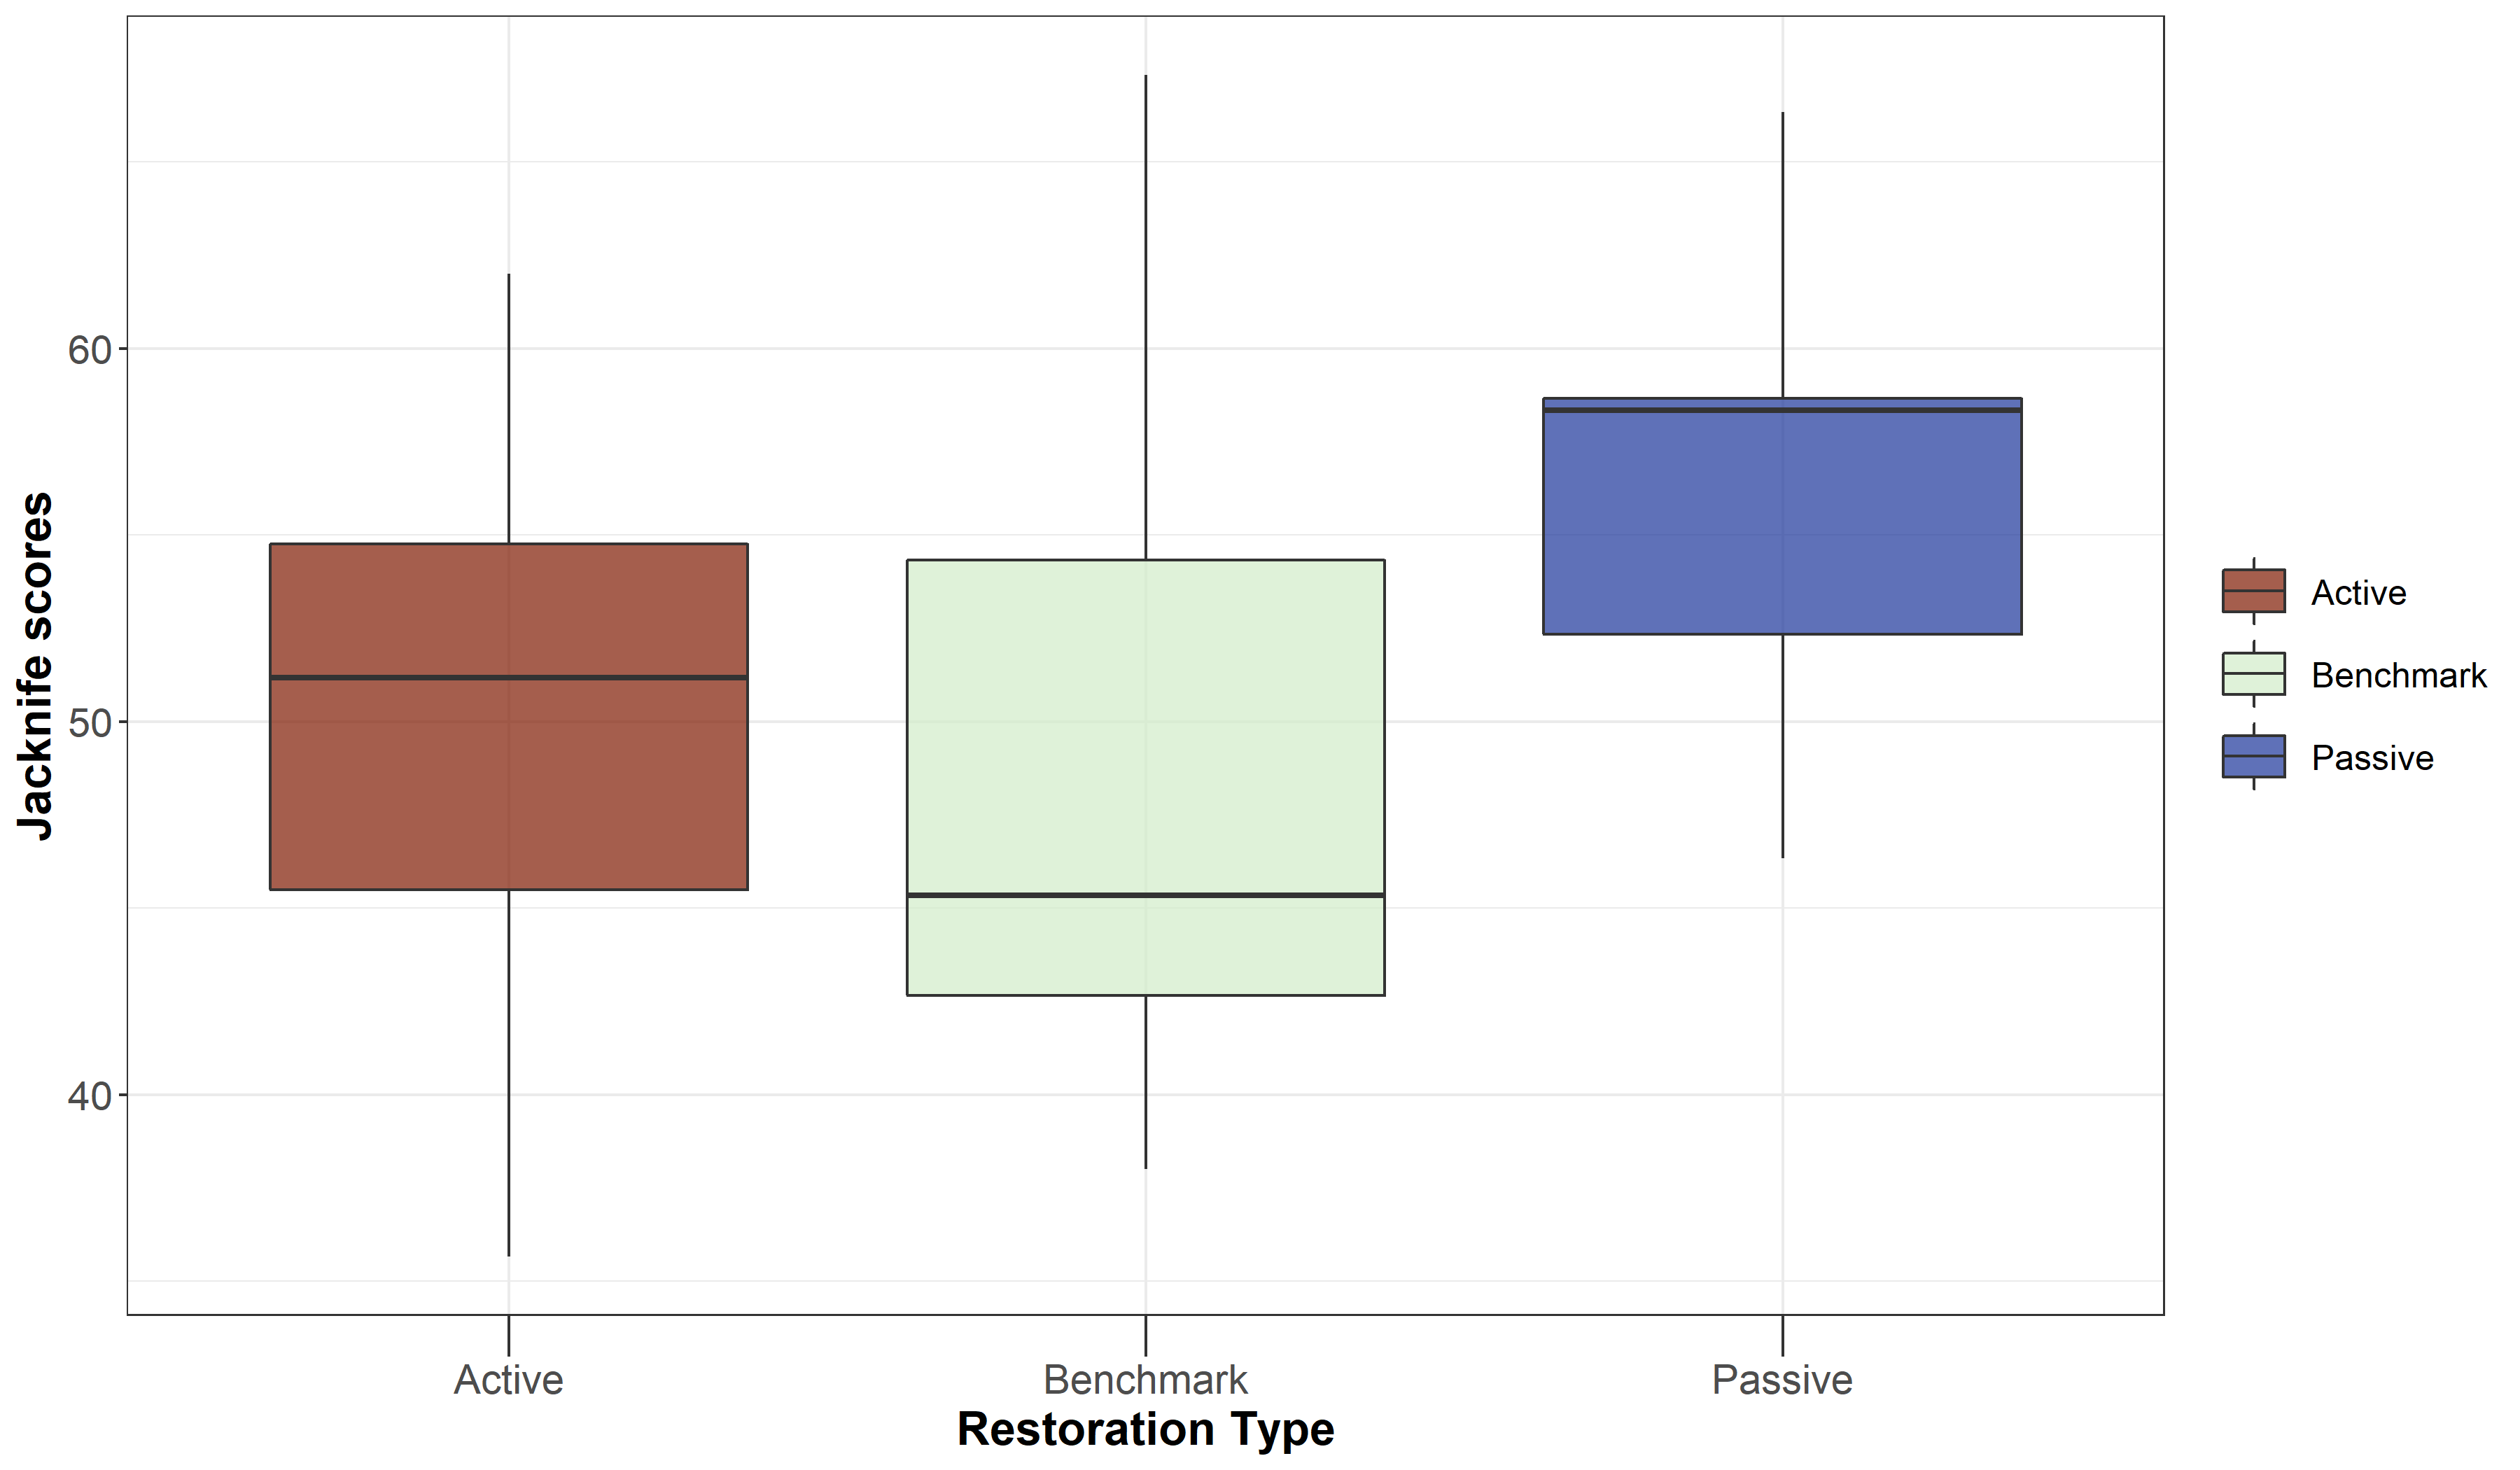 Jacknife scores
60
50
40
Active
Benchmark
Passive
Restoration Type
Active
Benchmark
Passive